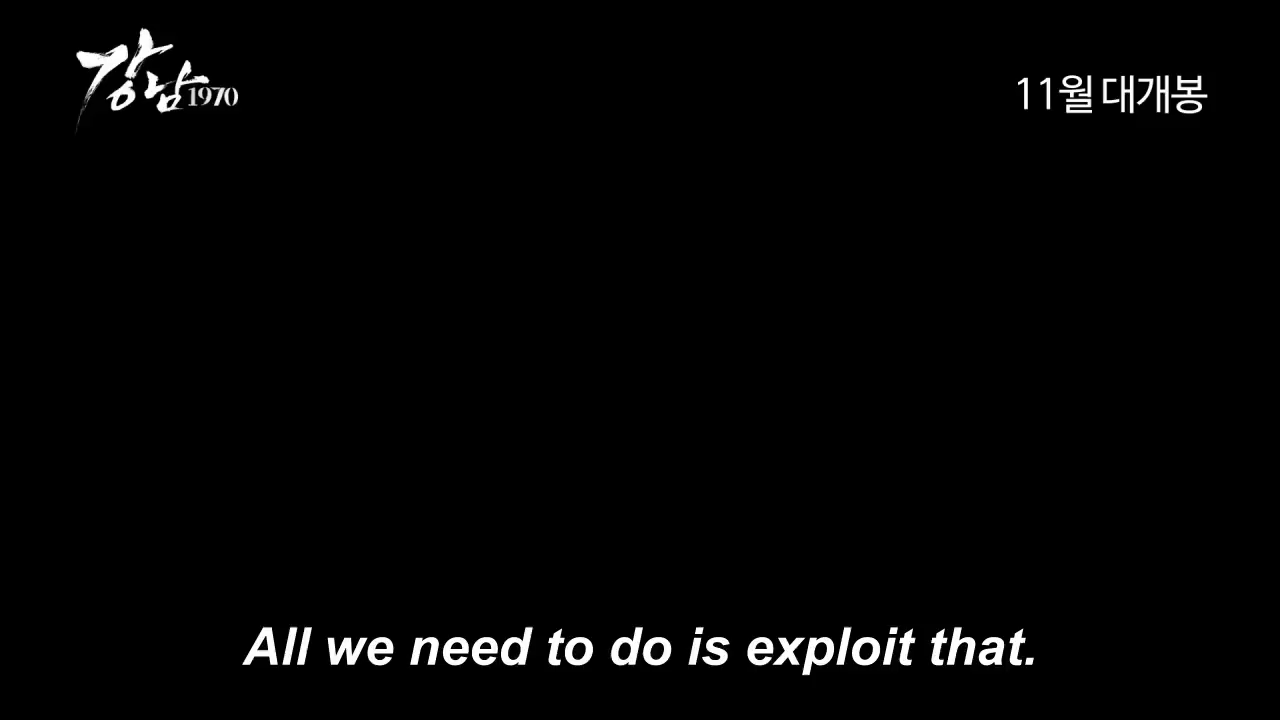 강남1970
11월 대개봉
All we need to do is exploit that.